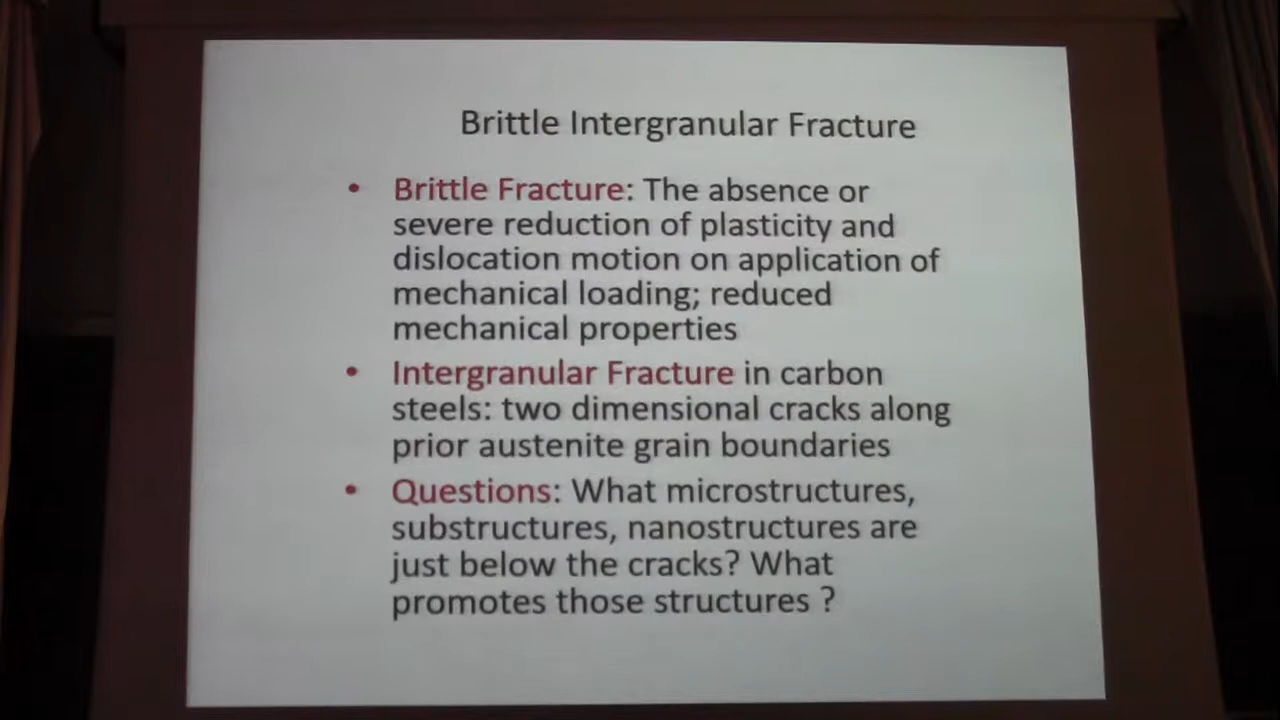 Brittle Intergranular Fracture
• Brittle Fracture: The absence or
severe reduction of plasticity and
dislocation motion on application of
mechanical loading; reduced
mechanical properties
• Intergranular Fracture in carbon
steels: two dimensional cracks along
prior austenite grain boundaries
• Questions: What microstructures,
substructures, nanostructures are
just below the cracks? What
promotes those structures ?